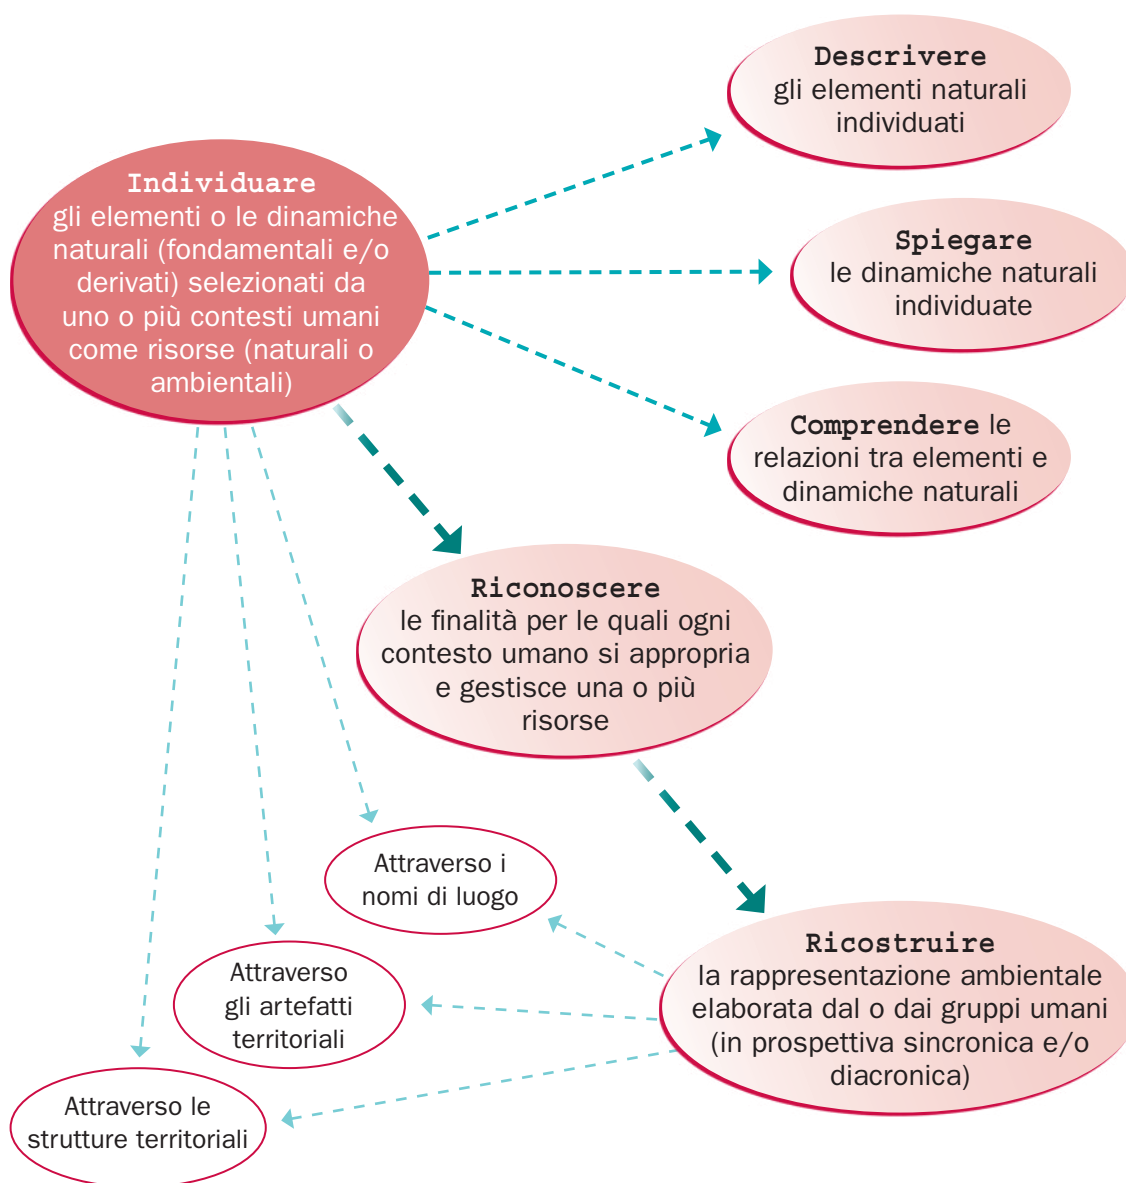 Descrivere
gli elementi naturali
individuati
Individuare
gli elementi o le dinamiche
naturali (fondamentali e/o
derivati) selezionati da
uno o più contesti umani
come risorse (naturali o
ambientali)
Spiegare
le dinamiche naturali
individuate
Comprendere le
relazioni tra elementi e
dinamiche naturali
Riconoscere
le finalità per le quali ogni
contesto umano si appropria
e gestisce una o più
risorse
Attraverso i
nomi di luogo
Ricostruire
la rappresentazione ambientale
elaborata dal o dai gruppi umani
(in prospettiva sincronica e/o
diacronica)
Attraverso
gli artefatti
territoriali
Attraverso le
strutture territoriali